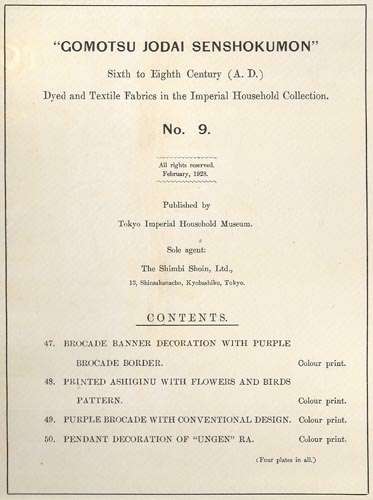 "GOMOTSU JODAI SENSHOKUMON"
Sixth to Eighth Century (A. D.)
Dyed and Textile Fabrics in the Imperial Household Collection.
No. 9.
All rights reserved.
February, 1928.
Published by
Tokyo Imperial Household Museum.
Sole agent:
The Shimbi Shoin, Ltd.,
13, Shinsakanacho, Kyobashiku, Tokyo.
CONTENTS.
47. BROCADE BANNER DECORATION WITH PURPLE
BROCADE BORDER. Colour print.
48. PRINTED ASHIGINU WITH FLOWERS AND BIRDS
PATTERN. Colour print.
49. PURPLE BROCADE WITH CONVENTIONAL DESIGN. Colour print.
50. PENDANT DECORATION OF "UNGEN" RA. Colour print.
(Four plates in all.)